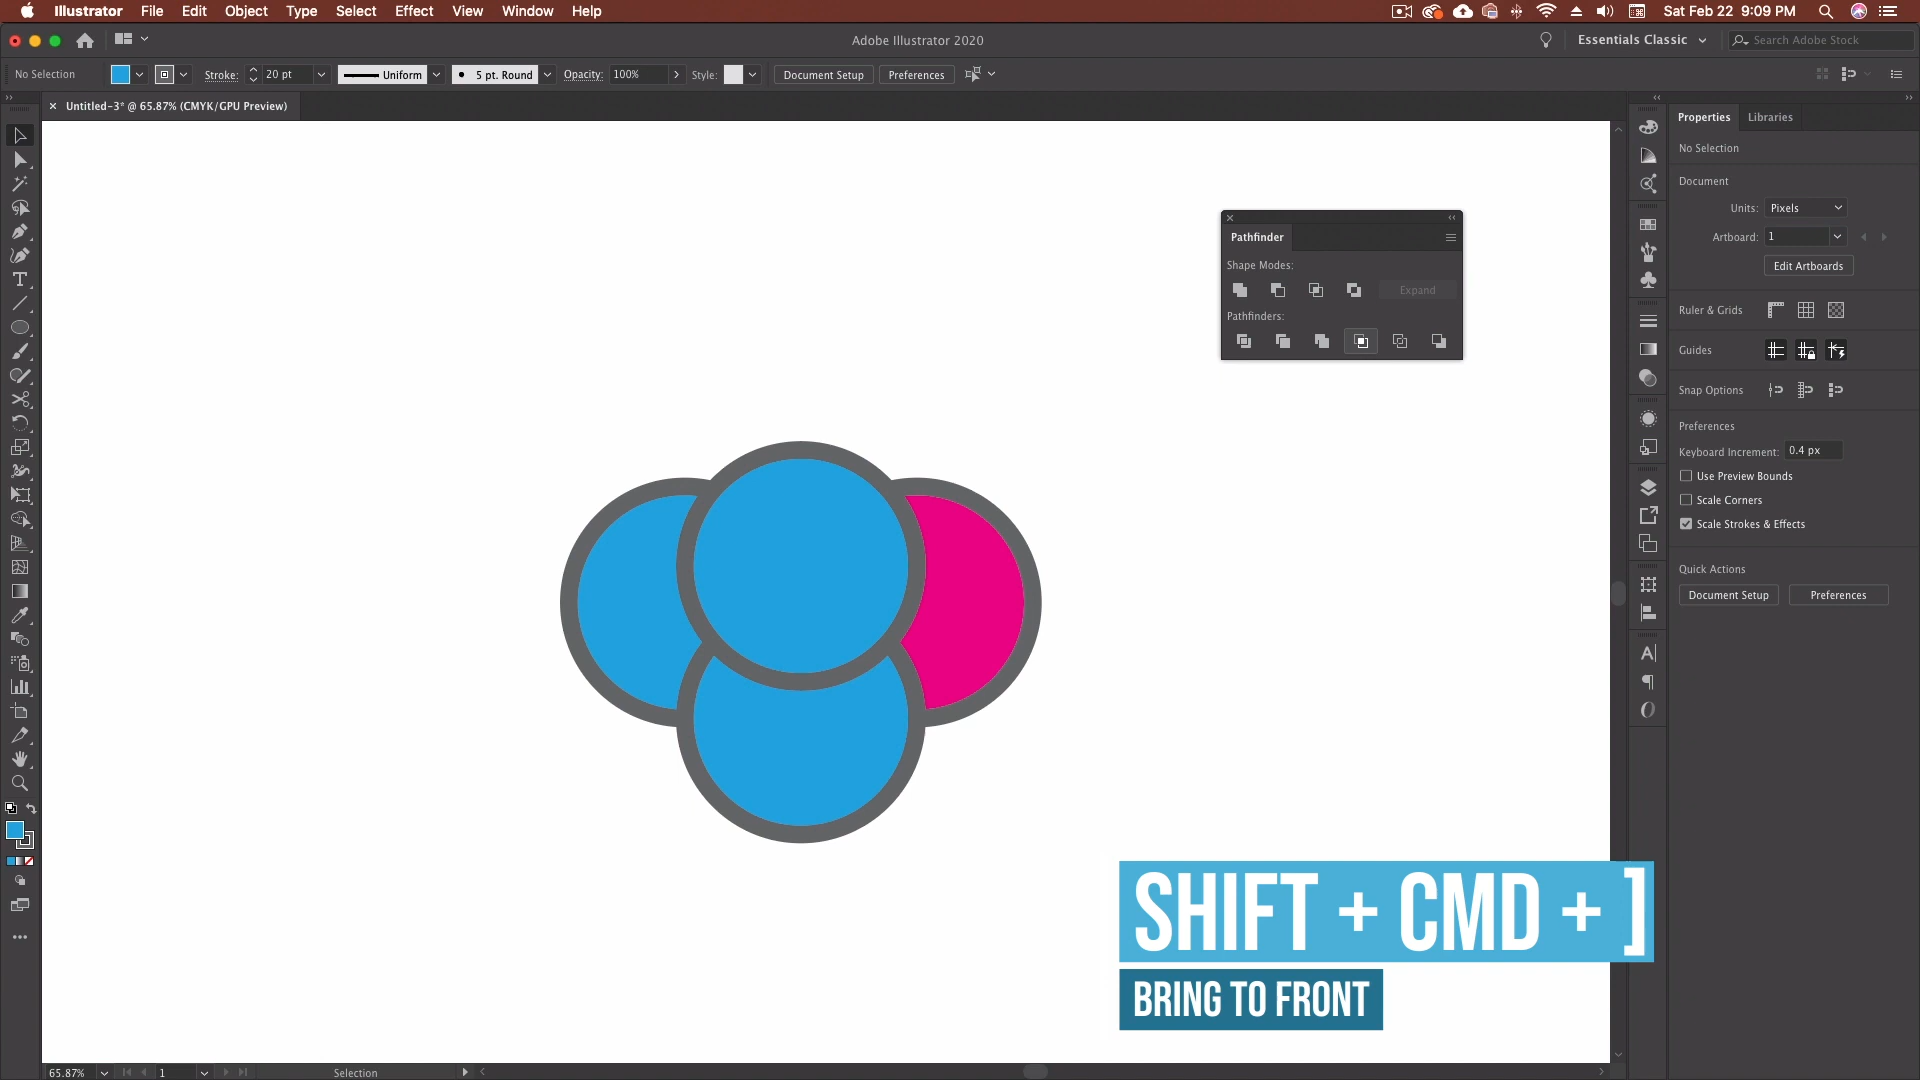 Illustrator File Edit Object Type Select Effect View Window Help
Sat Feb 22 9:09 PM
Adobe Illustrator 2020
Essentials Classic
Search Adobe Stock
No Selection
Stroke: 20 pt
Uniform
5 pt. Round
Opacity: 100%
Style:
Document Setup
Preferences
× Untitled-3* @ 65.87% (CMYK/GPU Preview)
Pathfinder
Shape Modes:
Expand
Pathfinders:
Properties
Libraries
No Selection
Document
Units: Pixels
Artboard: 1
Edit Artboards
Ruler & Grids
Guides
Snap Options
Preferences
Keyboard Increment: 0.4 px
Use Preview Bounds
Scale Corners
Scale Strokes & Effects
Quick Actions
Document Setup
Preferences
SHIFT + CMD + ]
BRING TO FRONT
65.87%
1
Selection